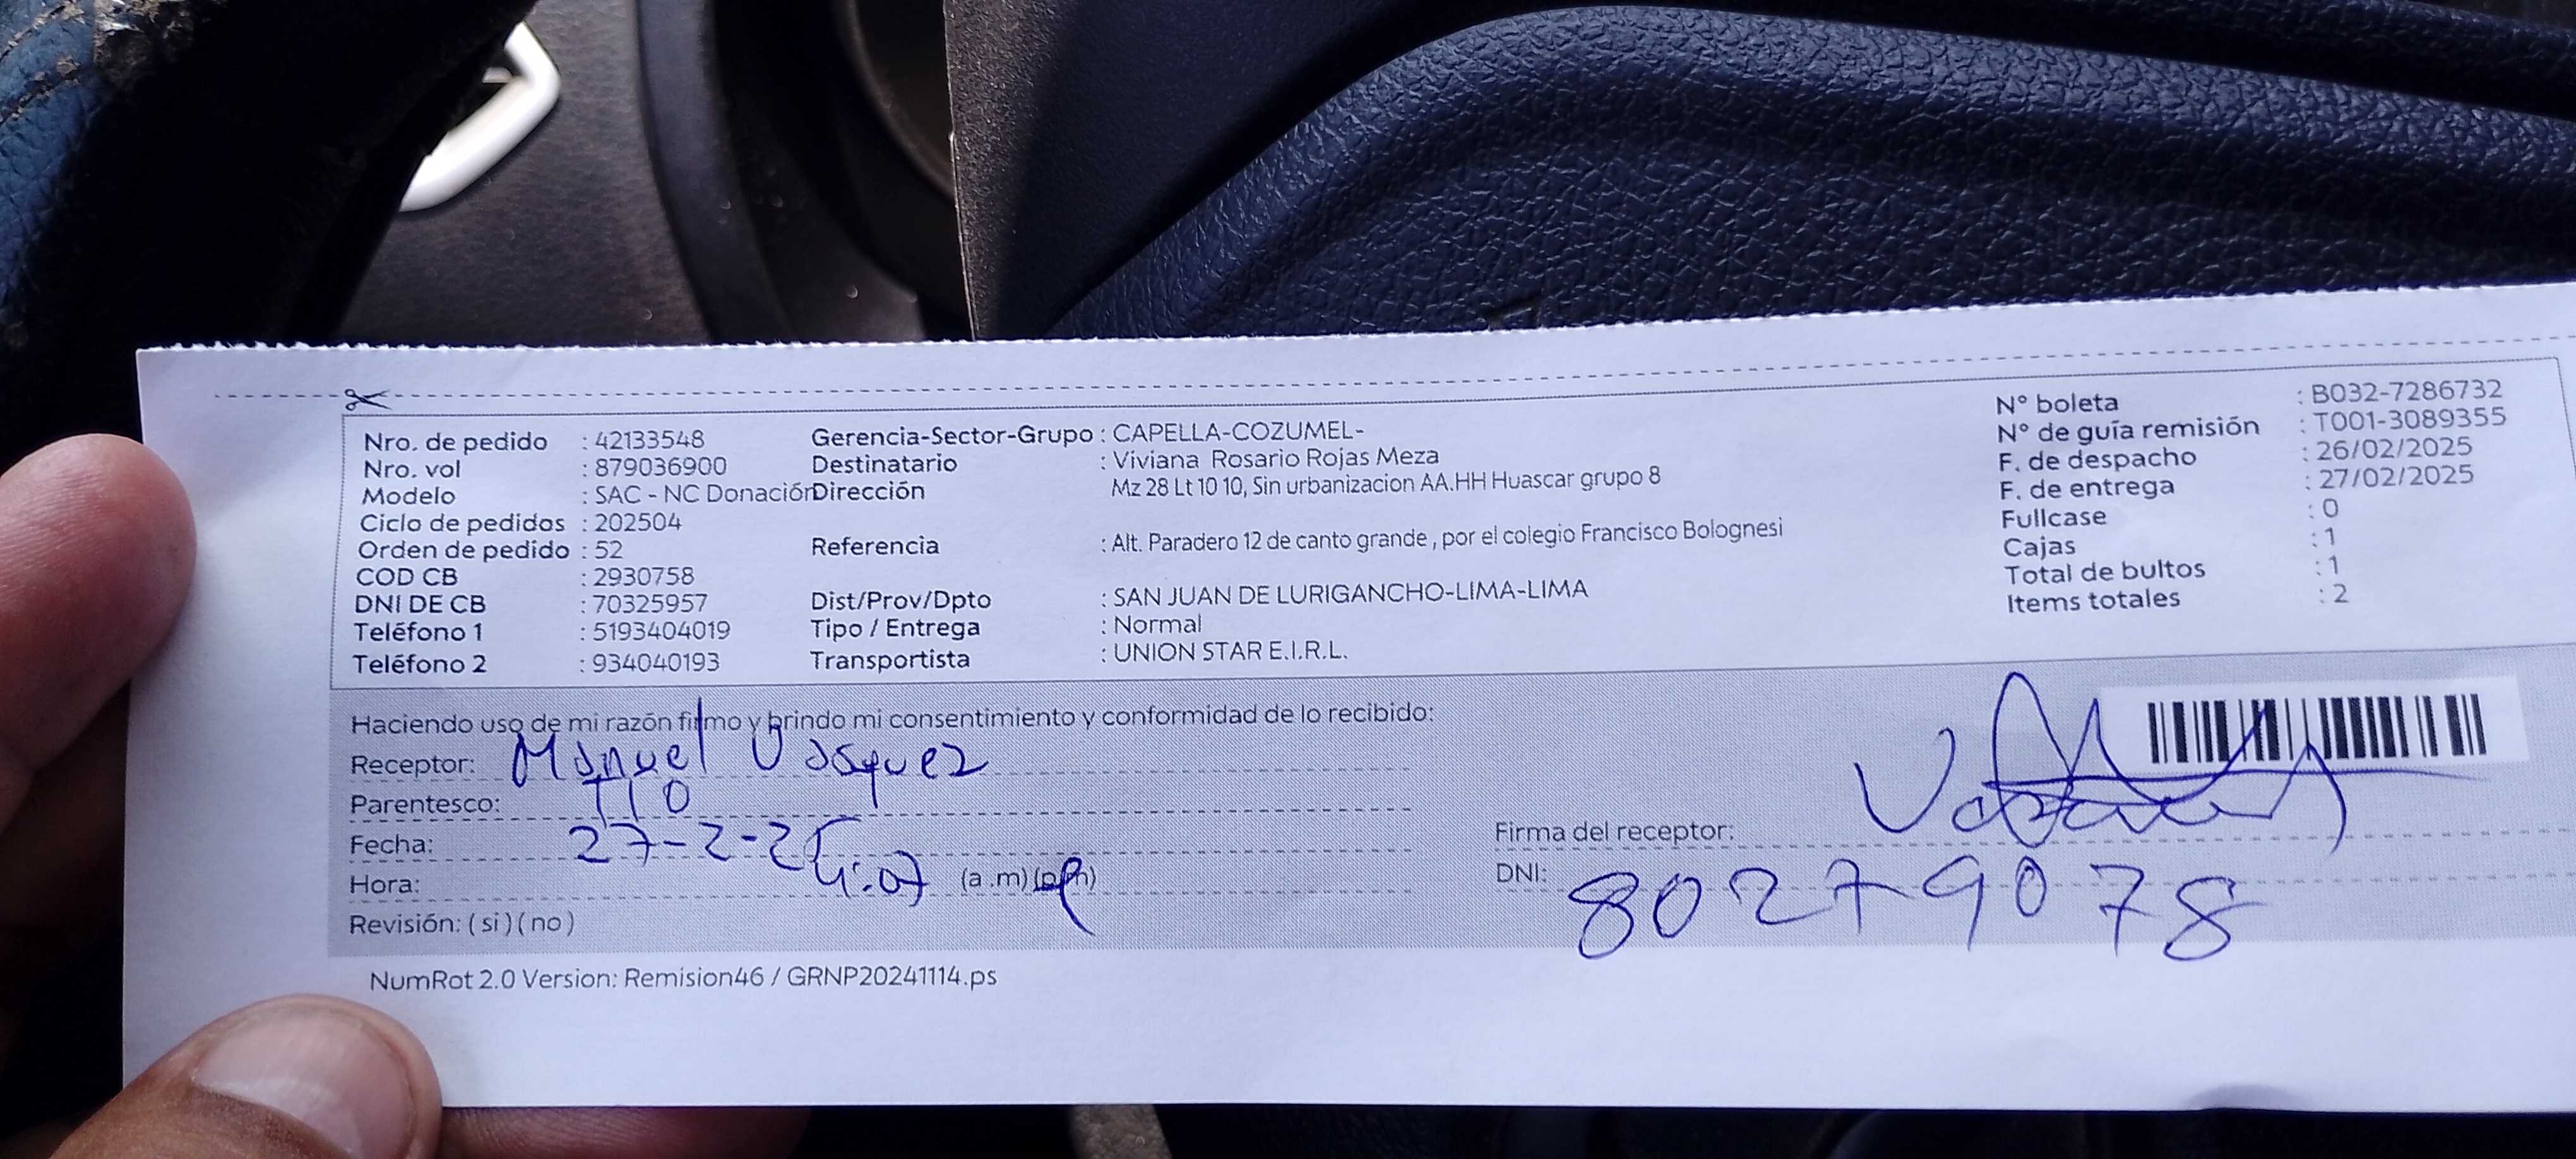 Nro. de pedido : 42133548
Nro. vol : 879036900
Modelo : SAC - NC Donación
Ciclo de pedidos : 202504
Orden de pedido : 52
COD CB : 2930758
DNI DE CB : 70325957
Teléfono 1 : 5193404019
Teléfono 2 : 934040193
Gerencia-Sector-Grupo : CAPELLA-COZUMEL-
Destinatario : Viviana Rosario Rojas Meza
Dirección Mz 28 Lt 10 10, Sin urbanizacion AA.HH Huascar grupo 8
Referencia : Alt. Paradero 12 de canto grande , por el colegio Francisco Bolognesi
Dist/Prov/Dpto : SAN JUAN DE LURIGANCHO-LIMA-LIMA
Tipo / Entrega : Normal
Transportista : UNION STAR E.I.R.L.
N° boleta : B032-7286732
N° de guía remisión : T001-3089355
F. de despacho : 26/02/2025
F. de entrega : 27/02/2025
Fullcase : 0
Cajas : 1
Total de bultos : 1
Items totales : 2
Haciendo uso de mi razón firmo y brindo mi consentimiento y conformidad de lo recibido:
Receptor: Manuel Vasquez
Parentesco: TIO
Fecha: 27-2-25
Hora: 4:07 (a .m) (p.m)
Revisión: ( si ) ( no )
Firma del receptor:
DNI: 80279078
NumRot 2.0 Version: Remision46 / GRNP20241114.ps